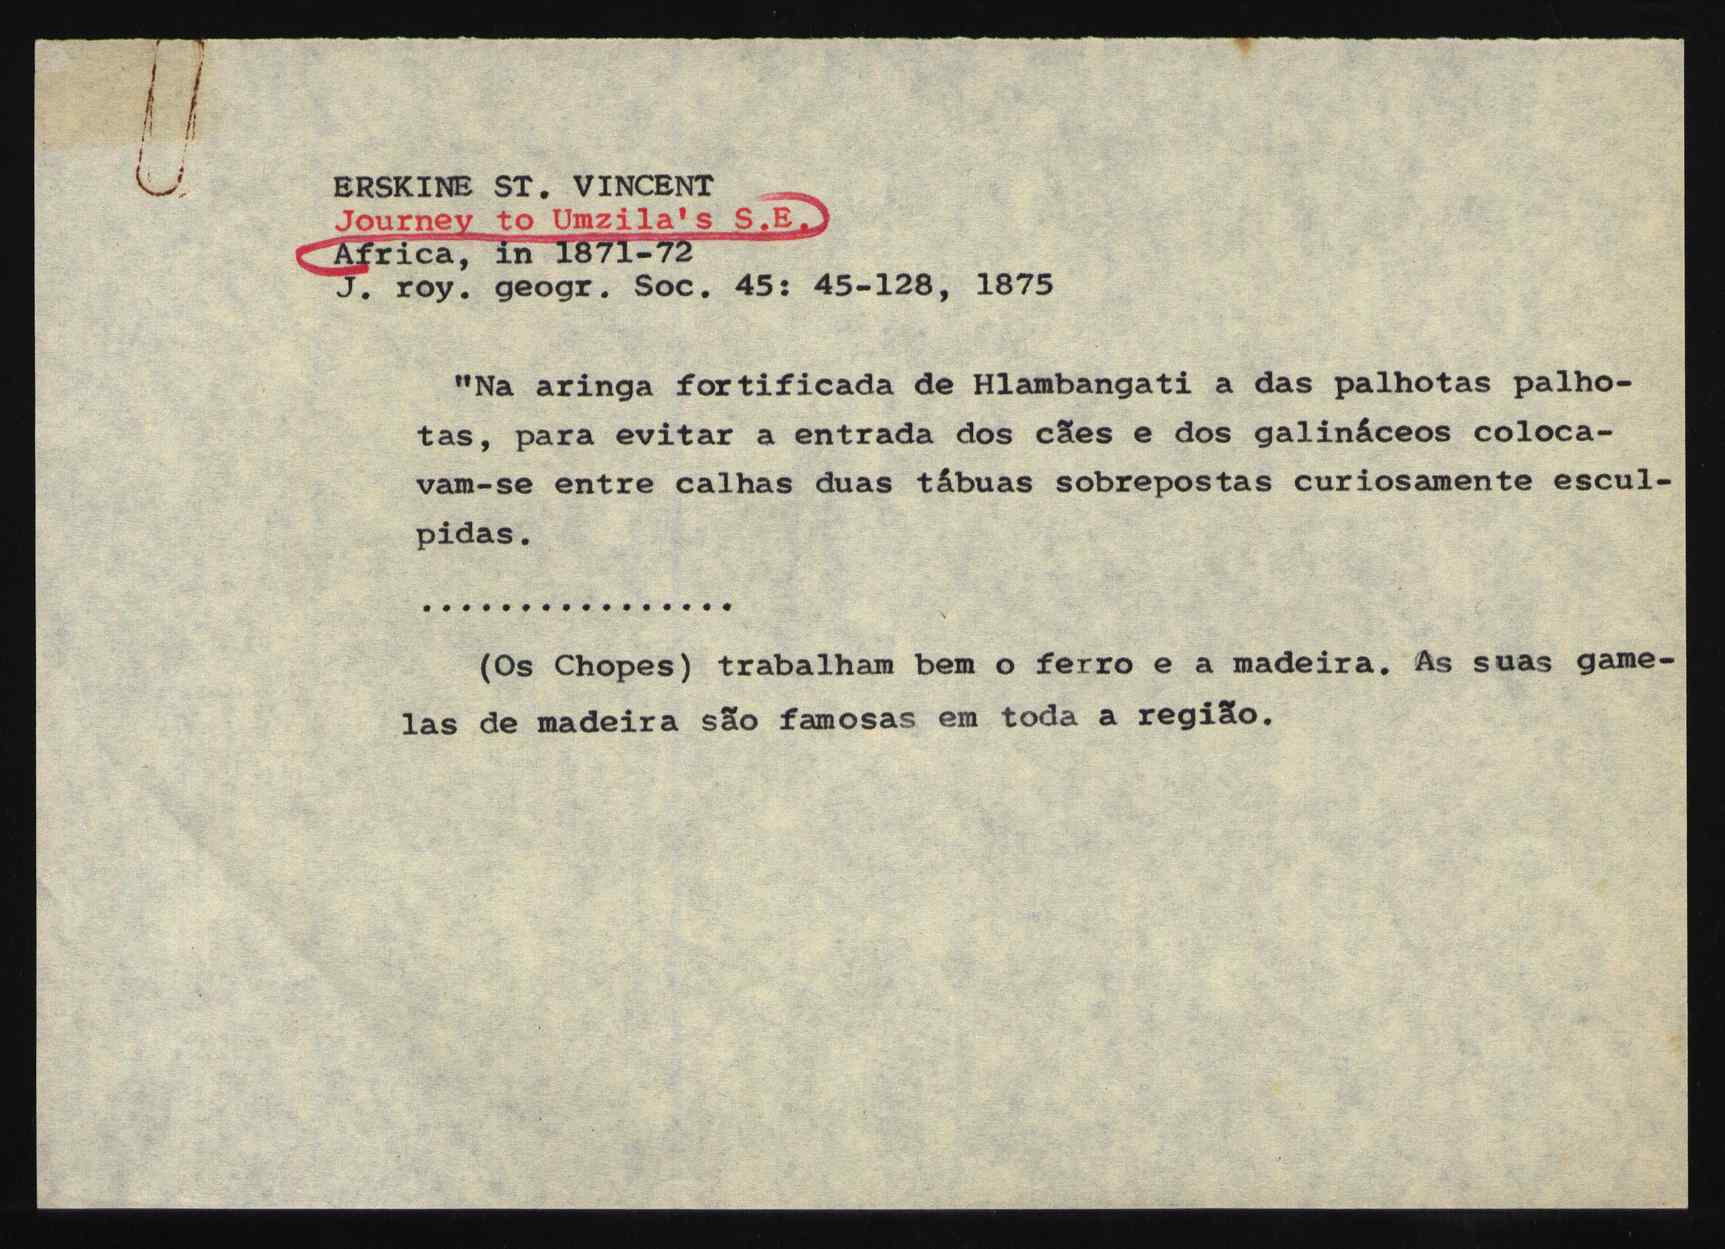 ERSKINE ST. VINCENT
Journey to Umzila's S.E.
Africa, in 1871-72
J. roy. geogr. Soc. 45: 45-128, 1875
"Na aringa fortificada de Hlambangati a das palhotas palho-
tas, para evitar a entrada dos cães e dos galináceos coloca-
vam-se entre calhas duas tábuas sobrepostas curiosamente escul-
pidas.
................
(Os Chopes) trabalham bem o ferro e a madeira. As suas game-
las de madeira são famosas em toda a região.